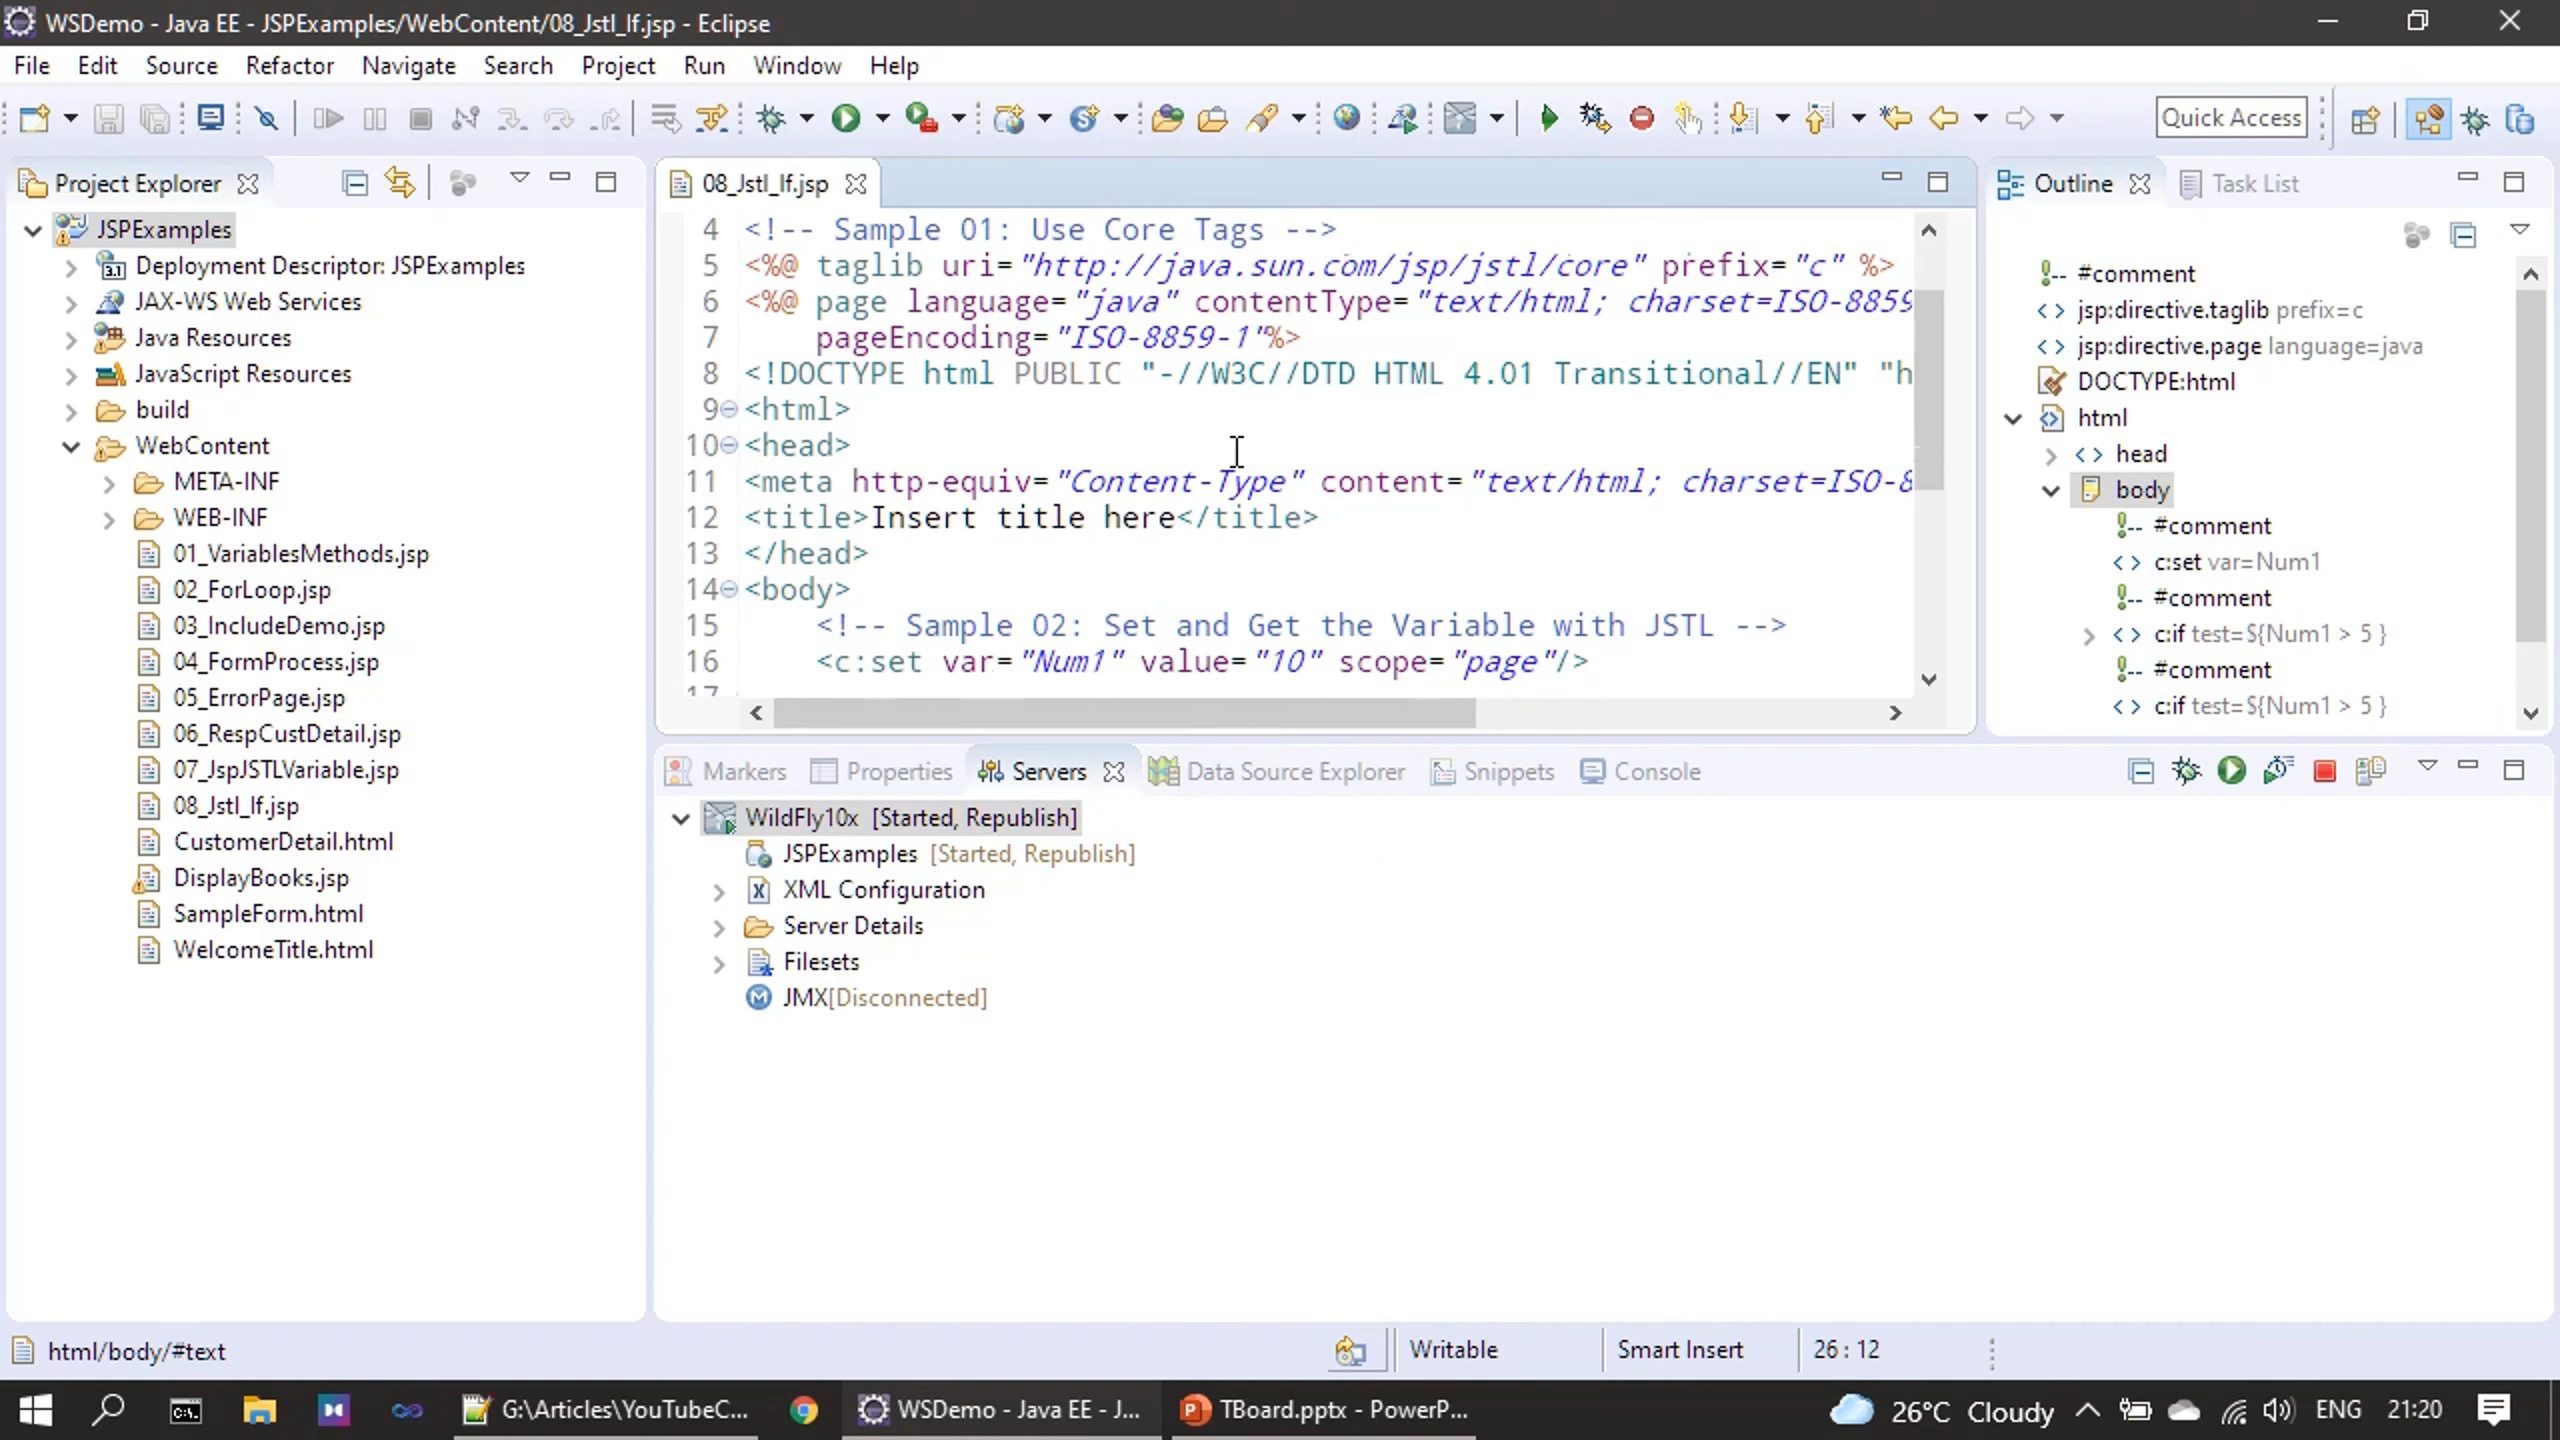 WSDemo - Java EE - JSPExamples/WebContent/08_Jstl_If.jsp - Eclipse
File Edit Source Refactor Navigate Search Project Run Window Help
Quick Access
Project Explorer
JSPExamples
3.1 Deployment Descriptor: JSPExamples
JAX-WS Web Services
Java Resources
JavaScript Resources
build
WebContent
META-INF
WEB-INF
01_VariablesMethods.jsp
02_ForLoop.jsp
03_IncludeDemo.jsp
04_FormProcess.jsp
05_ErrorPage.jsp
06_RespCustDetail.jsp
07_JspJSTLVariable.jsp
08_Jstl_If.jsp
CustomerDetail.html
DisplayBooks.jsp
SampleForm.html
WelcomeTitle.html
08_Jstl_If.jsp
4 <!-- Sample 01: Use Core Tags -->
5 <%@ taglib uri="http://java.sun.com/jsp/jstl/core" prefix="c" %>
6 <%@ page language="java" contentType="text/html; charset=ISO-8859
7 pageEncoding="ISO-8859-1"%>
8 <!DOCTYPE html PUBLIC "-//W3C//DTD HTML 4.01 Transitional//EN" "h
9 <html>
10 <head>
11 <meta http-equiv="Content-Type" content="text/html; charset=ISO-8
12 <title>Insert title here</title>
13 </head>
14 <body>
15 <!-- Sample 02: Set and Get the Variable with JSTL -->
16 <c:set var="Num1" value="10" scope="page"/>
17
Outline Task List
#comment
jsp:directive.taglib prefix=c
jsp:directive.page language=java
DOCTYPE:html
html
head
body
#comment
c:set var=Num1
#comment
c:if test=${Num1 > 5 }
#comment
c:if test=${Num1 > 5 }
Markers Properties Servers Data Source Explorer Snippets Console
WildFly10x [Started, Republish]
JSPExamples [Started, Republish]
XML Configuration
Server Details
Filesets
JMX[Disconnected]
html/body/#text
Writable Smart Insert 26 : 12
G:\Articles\YouTubeC... WSDemo - Java EE - J... TBoard.pptx - PowerP... 26°C Cloudy ENG 21:20